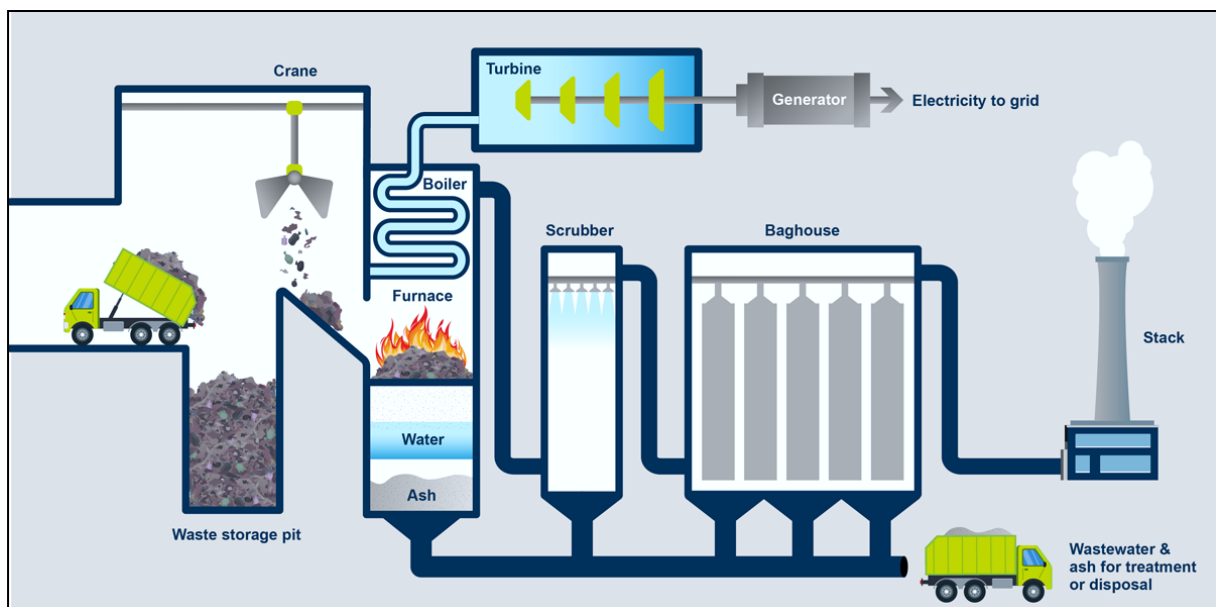 Crane
Turbine
Generator
Electricity to grid
Boiler
Scrubber
Baghouse
Furnace
Stack
Water
Ash
Waste storage pit
Wastewater &
ash for treatment
or disposal